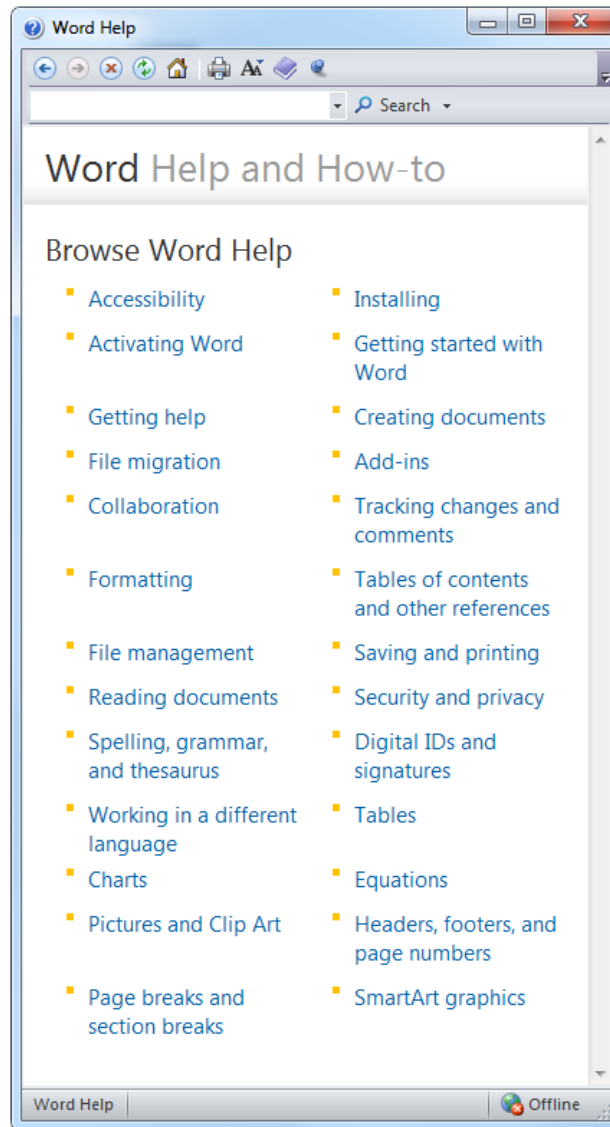 Word Help
Search
Word Help and How-to
Browse Word Help
Accessibility
Installing
Activating Word
Getting started with
Word
Getting help
Creating documents
File migration
Add-ins
Collaboration
Tracking changes and
comments
Formatting
Tables of contents
and other references
File management
Saving and printing
Reading documents
Security and privacy
Spelling, grammar,
and thesaurus
Digital IDs and
signatures
Working in a different
language
Tables
Charts
Equations
Pictures and Clip Art
Headers, footers, and
page numbers
Page breaks and
section breaks
SmartArt graphics
Word Help
Offline